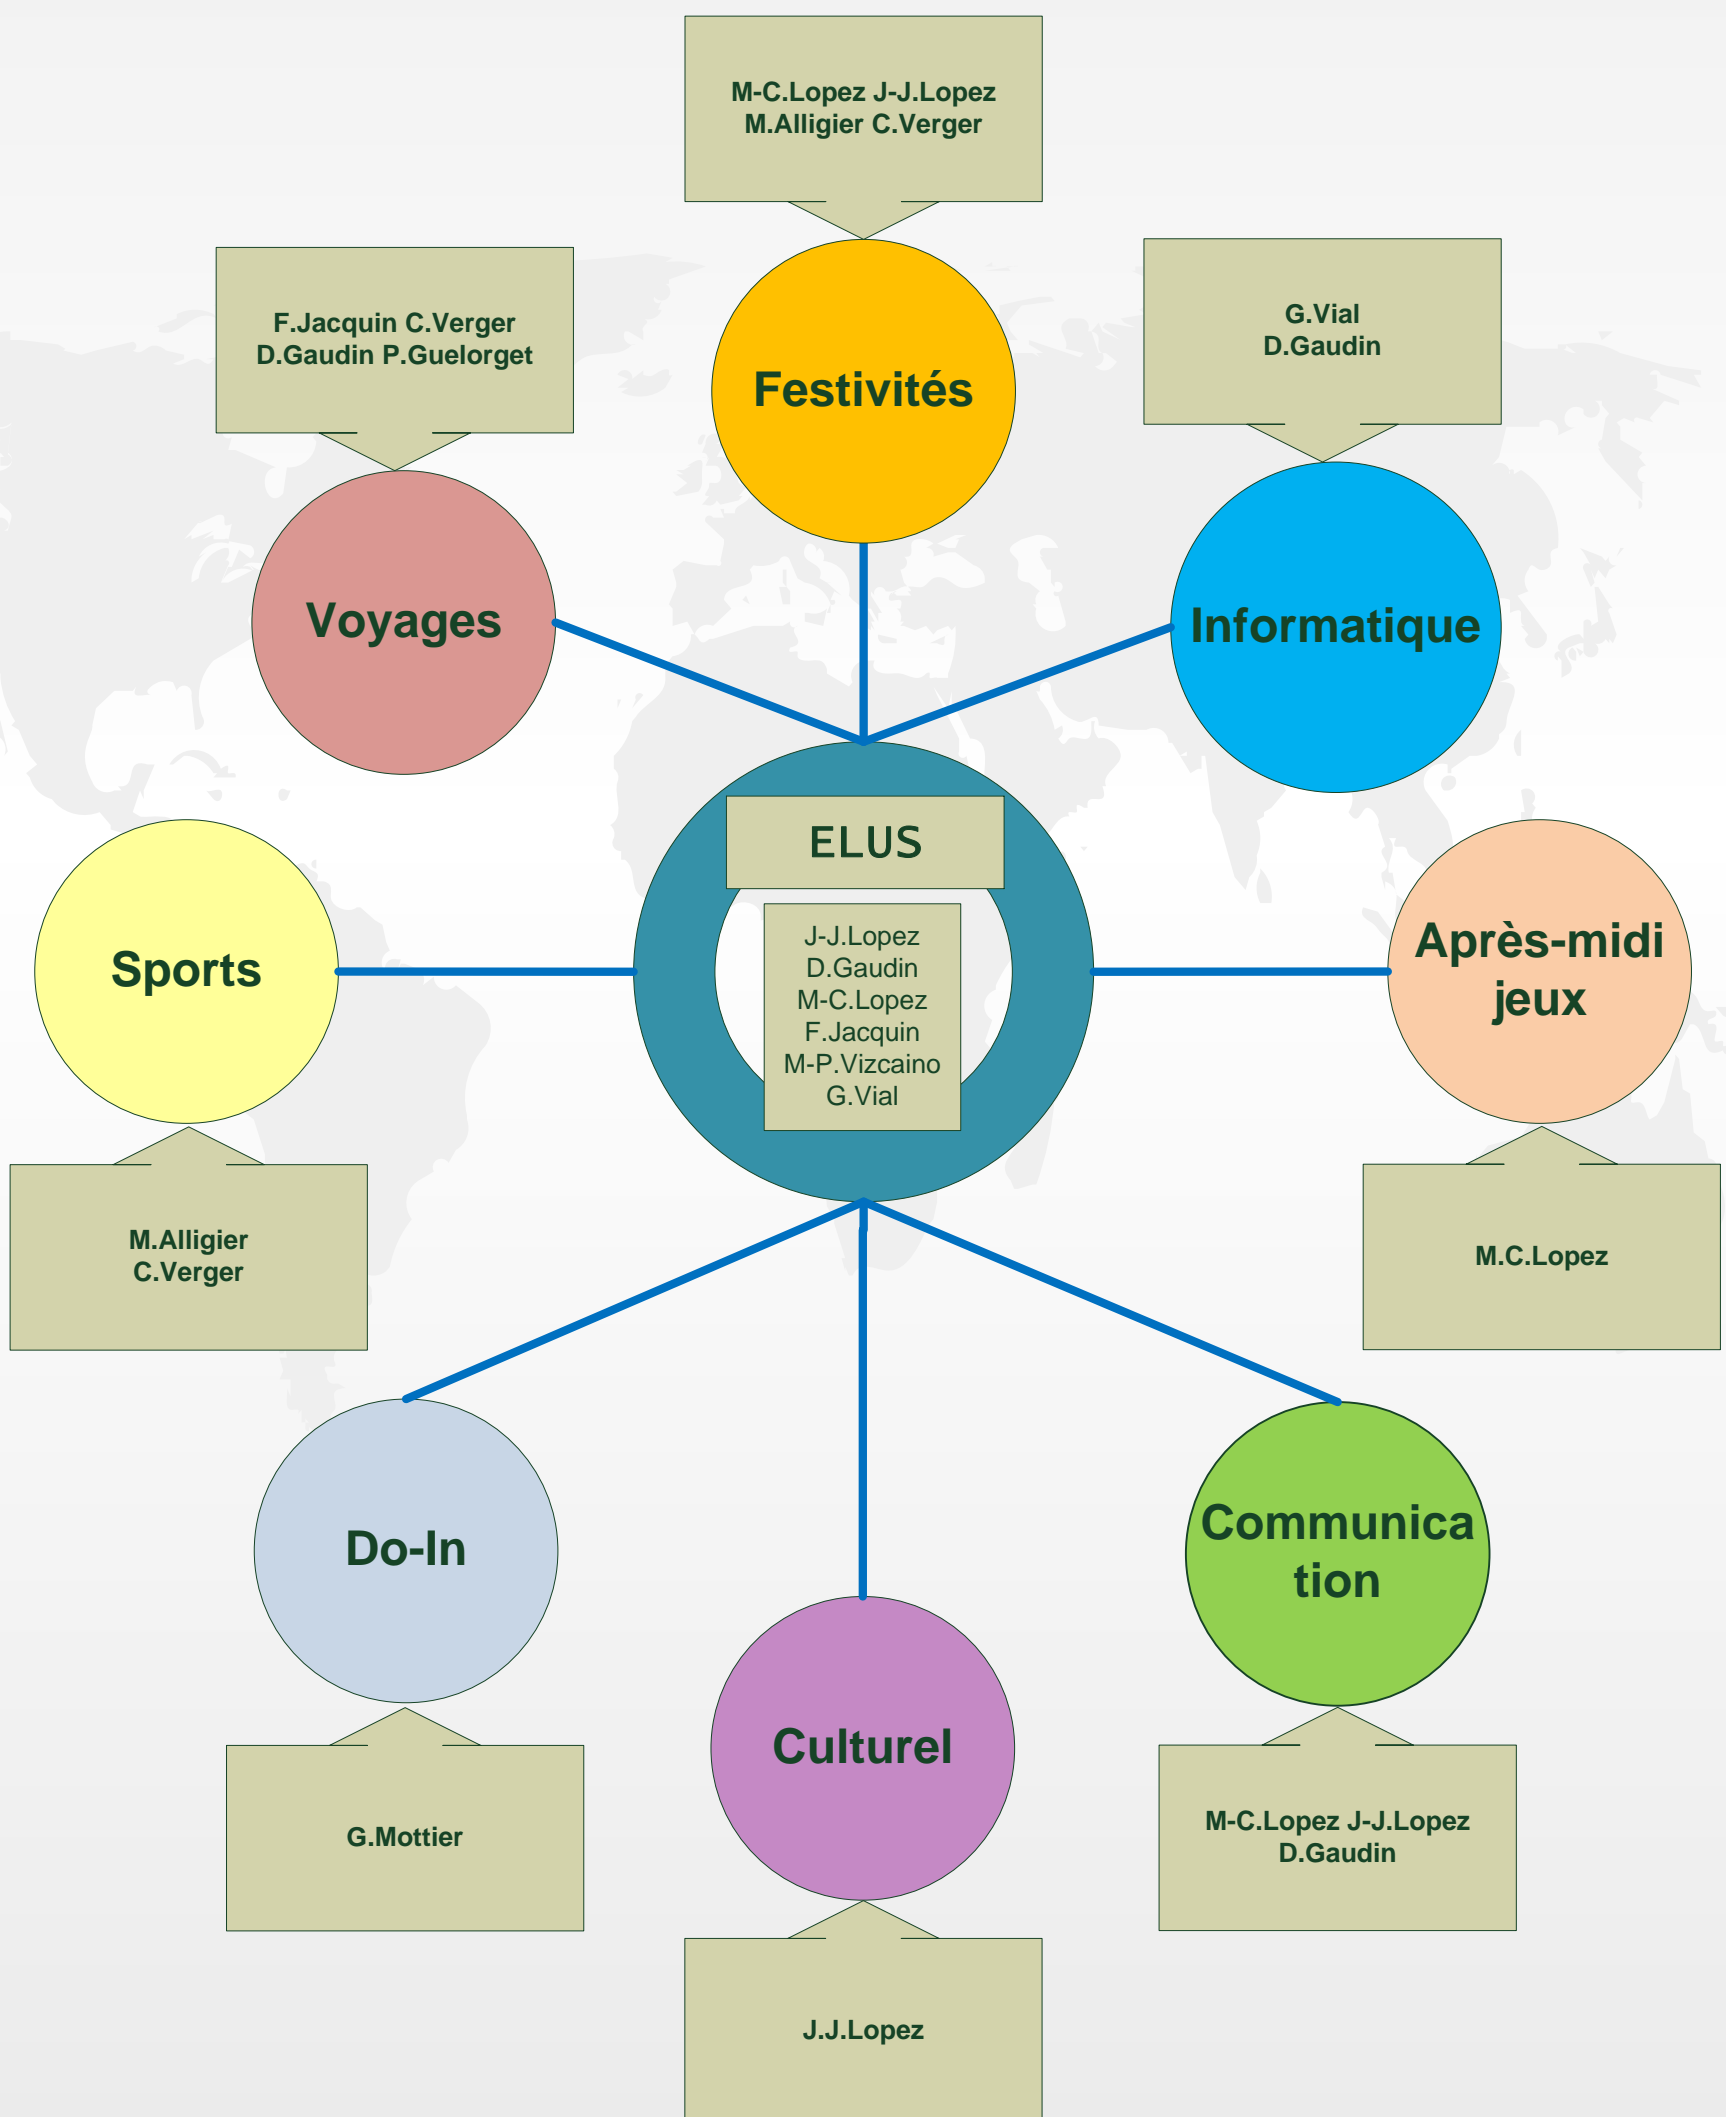 M-C.Lopez J-J.Lopez
M.Alligier C.Verger
Festivités
F.Jacquin C.Verger
D.Gaudin P.Guelorget
Voyages
G.Vial
D.Gaudin
Informatique
ELUS
J-J.Lopez
D.Gaudin
M-C.Lopez
F.Jacquin
M-P.Vizcaino
G.Vial
Sports
M.Alligier
C.Verger
Après-midi
jeux
M.C.Lopez
Do-In
G.Mottier
Culturel
J.J.Lopez
Communica
tion
M-C.Lopez J-J.Lopez
D.Gaudin